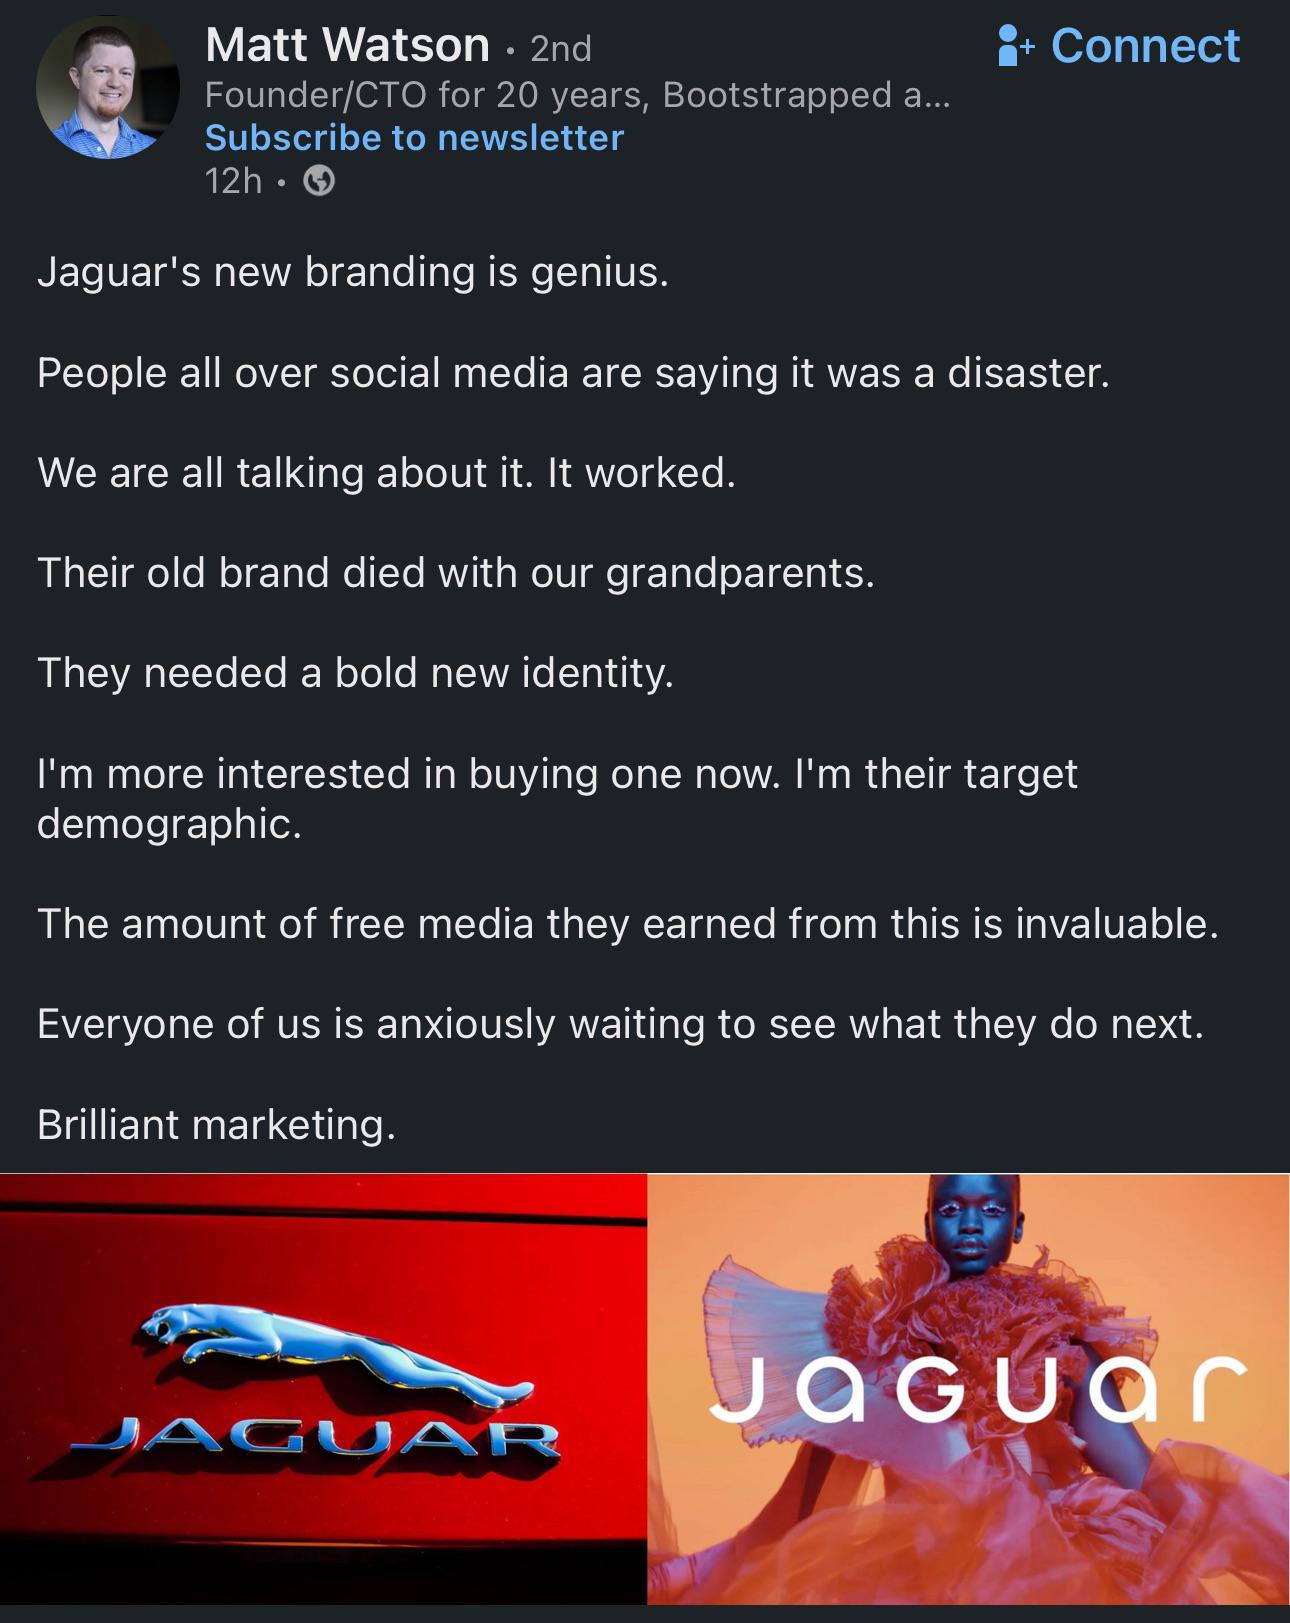 Matt Watson · 2nd
Connect
Founder/CTO for 20 years, Bootstrapped a...
Subscribe to newsletter
12h ·
Jaguar's new branding is genius.
People all over social media are saying it was a disaster.
We are all talking about it. It worked.
Their old brand died with our grandparents.
They needed a bold new identity.
I'm more interested in buying one now. I'm their target
demographic.
The amount of free media they earned from this is invaluable.
Everyone of us is anxiously waiting to see what they do next.
Brilliant marketing.
JAGUAR
JaGUar